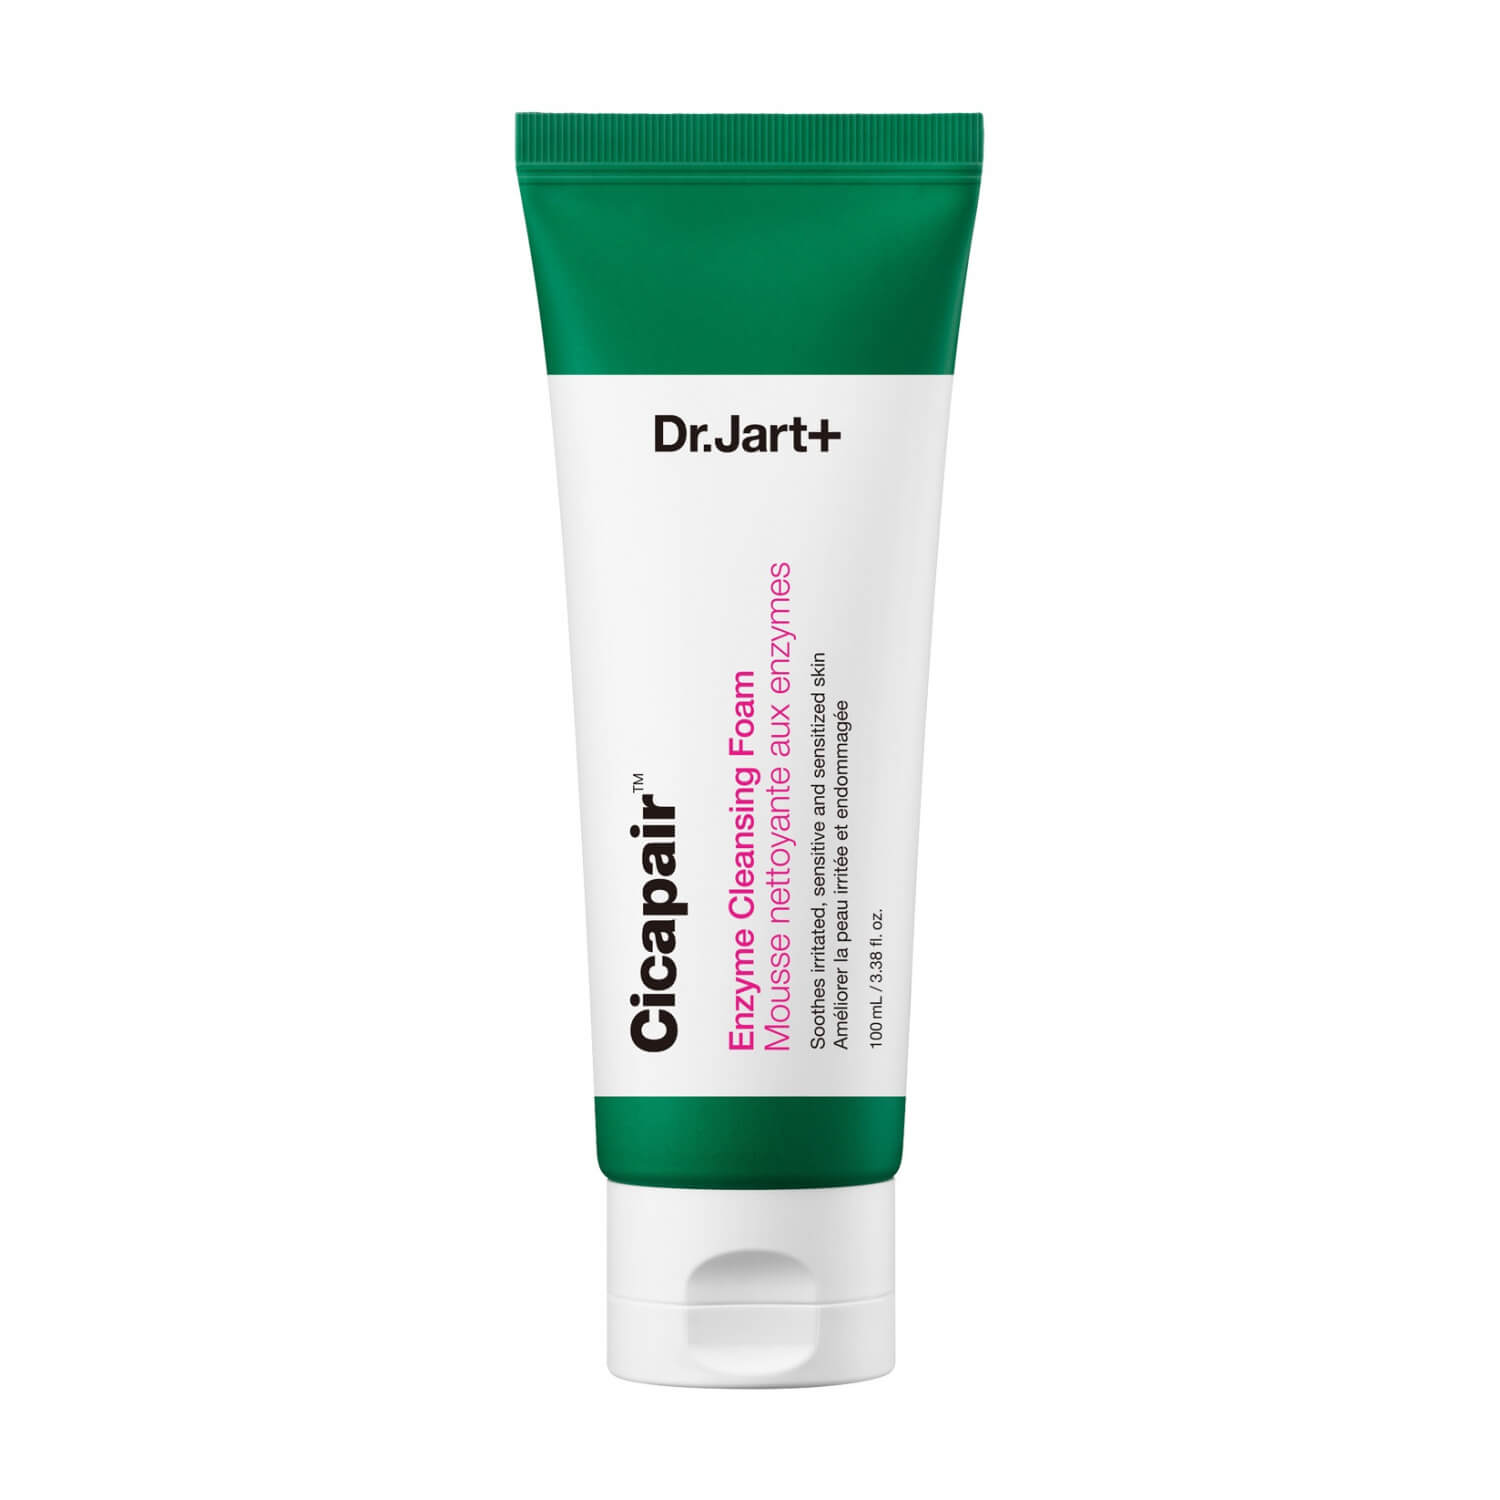 Dr.Jart+
Cicapair™
Enzyme Cleansing Foam
Mousse nettoyante aux enzymes
Soothes irritated, sensitive and sensitized skin
Améliorer la peau irritée et endommagée
100 mL / 3.38 fl. oz.